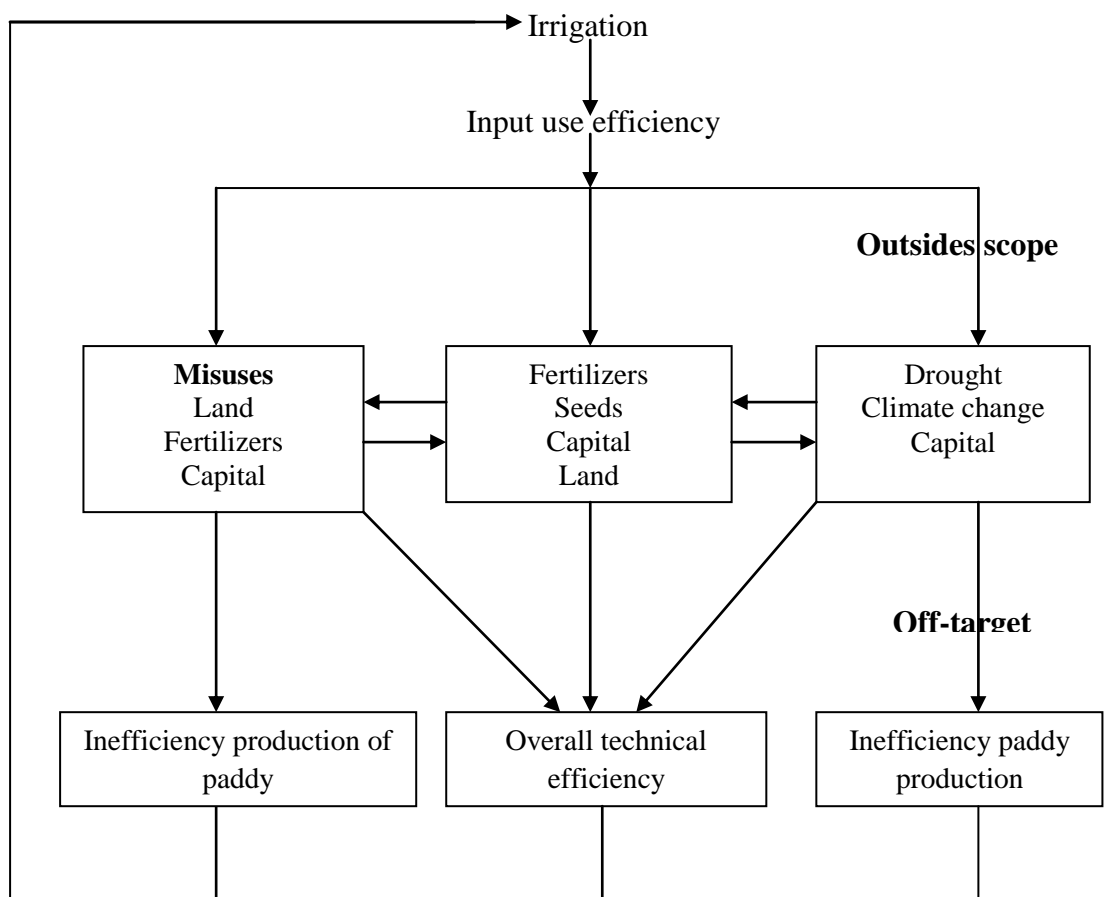 Irrigation
Input use efficiency
Outsides scope
Misuses
Land
Fertilizers
Capital
Fertilizers
Seeds
Capital
Land
Drought
Climate change
Capital
Off-target
Inefficiency production of
paddy
Overall technical
efficiency
Inefficiency paddy
production